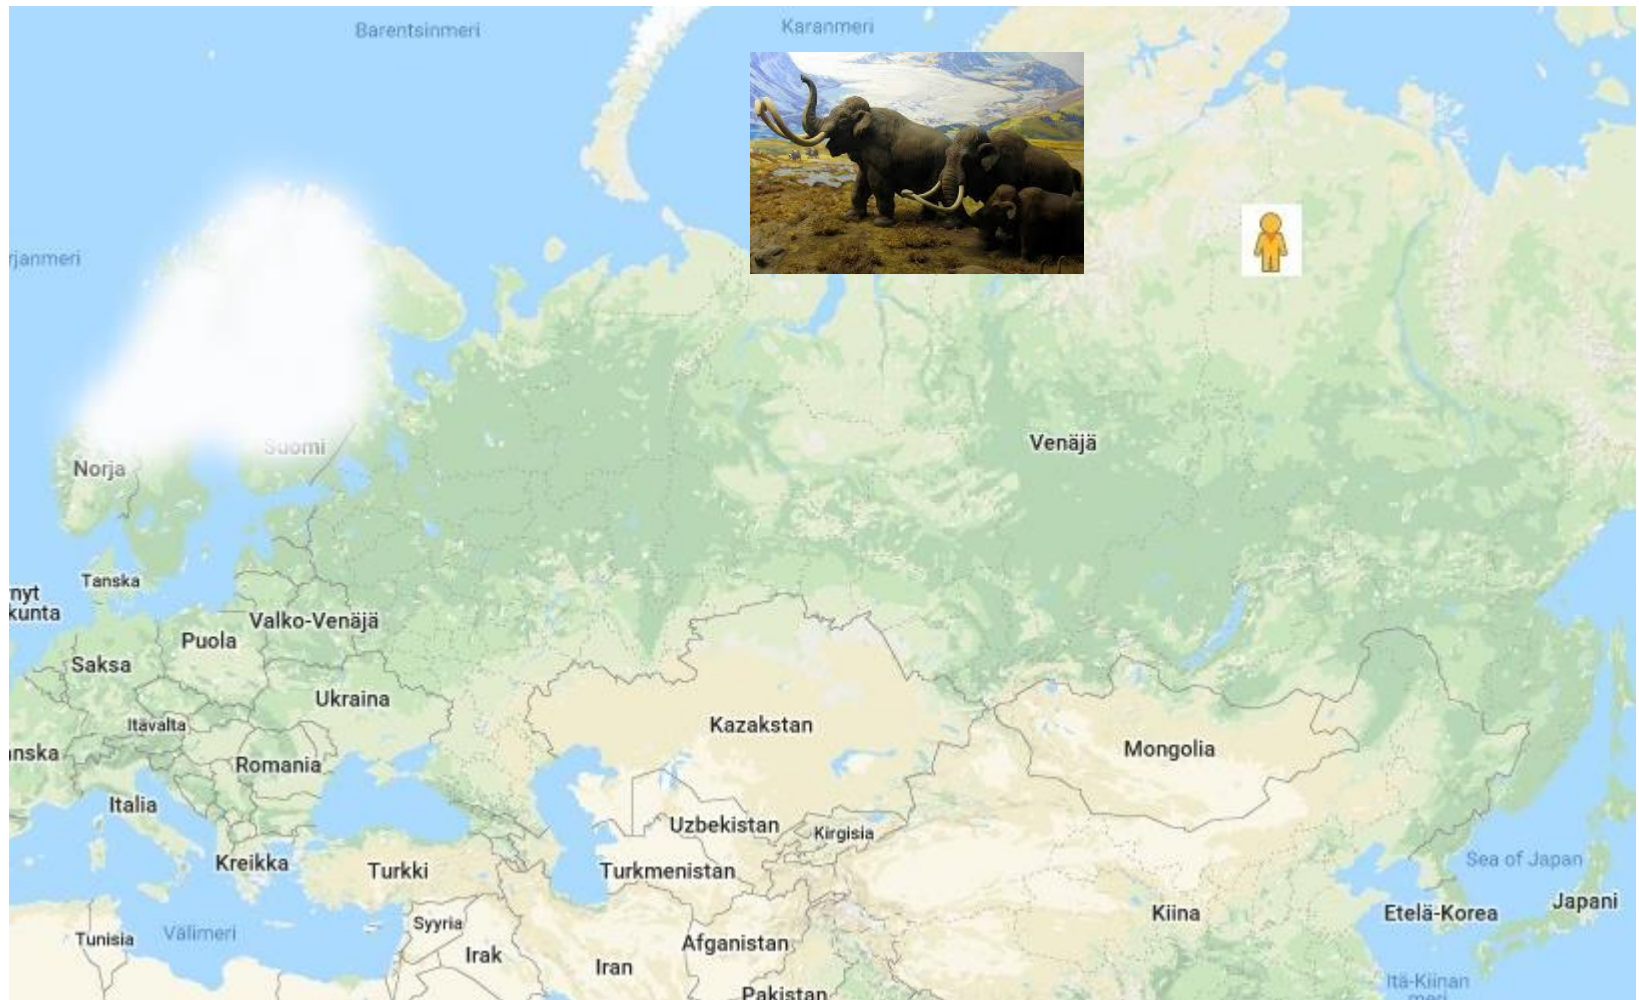 Barentsinmeri
Karanmeri
rjanmeri
Venäjä
Suomi
Norja
Tanska
nyt
kunta
Valko-Venäjä
Puola
Saksa
Ukraina
Itävalta
Kazakstan
Mongolia
anska
Romania
Italia
Uzbekistan
Kirgisia
Sea of Japan
Kreikka
Turkki
Turkmenistan
Japani
Kiina
Etelä-Korea
Syyria
Välimeri
Tunisia
Afganistan
Irak
Iran
Itä-Kiinan
meri
Pakistan